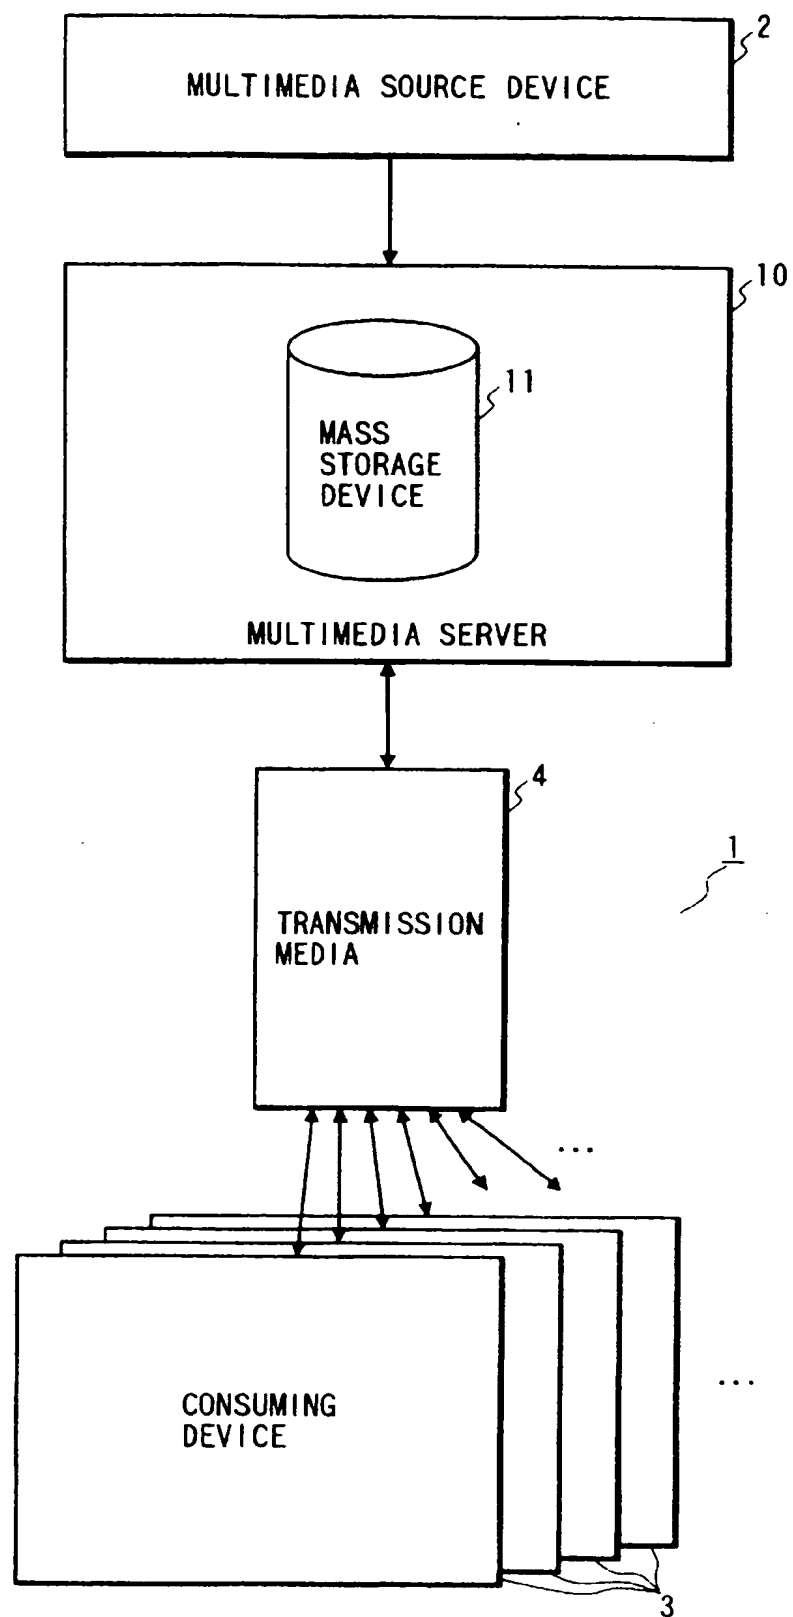 2
MULTIMEDIA SOURCE DEVICE
10
11
MASS
STORAGE
DEVICE
MULTIMEDIA SERVER
4
1
TRANSMISSION
MEDIA
...
CONSUMING
DEVICE
...
3